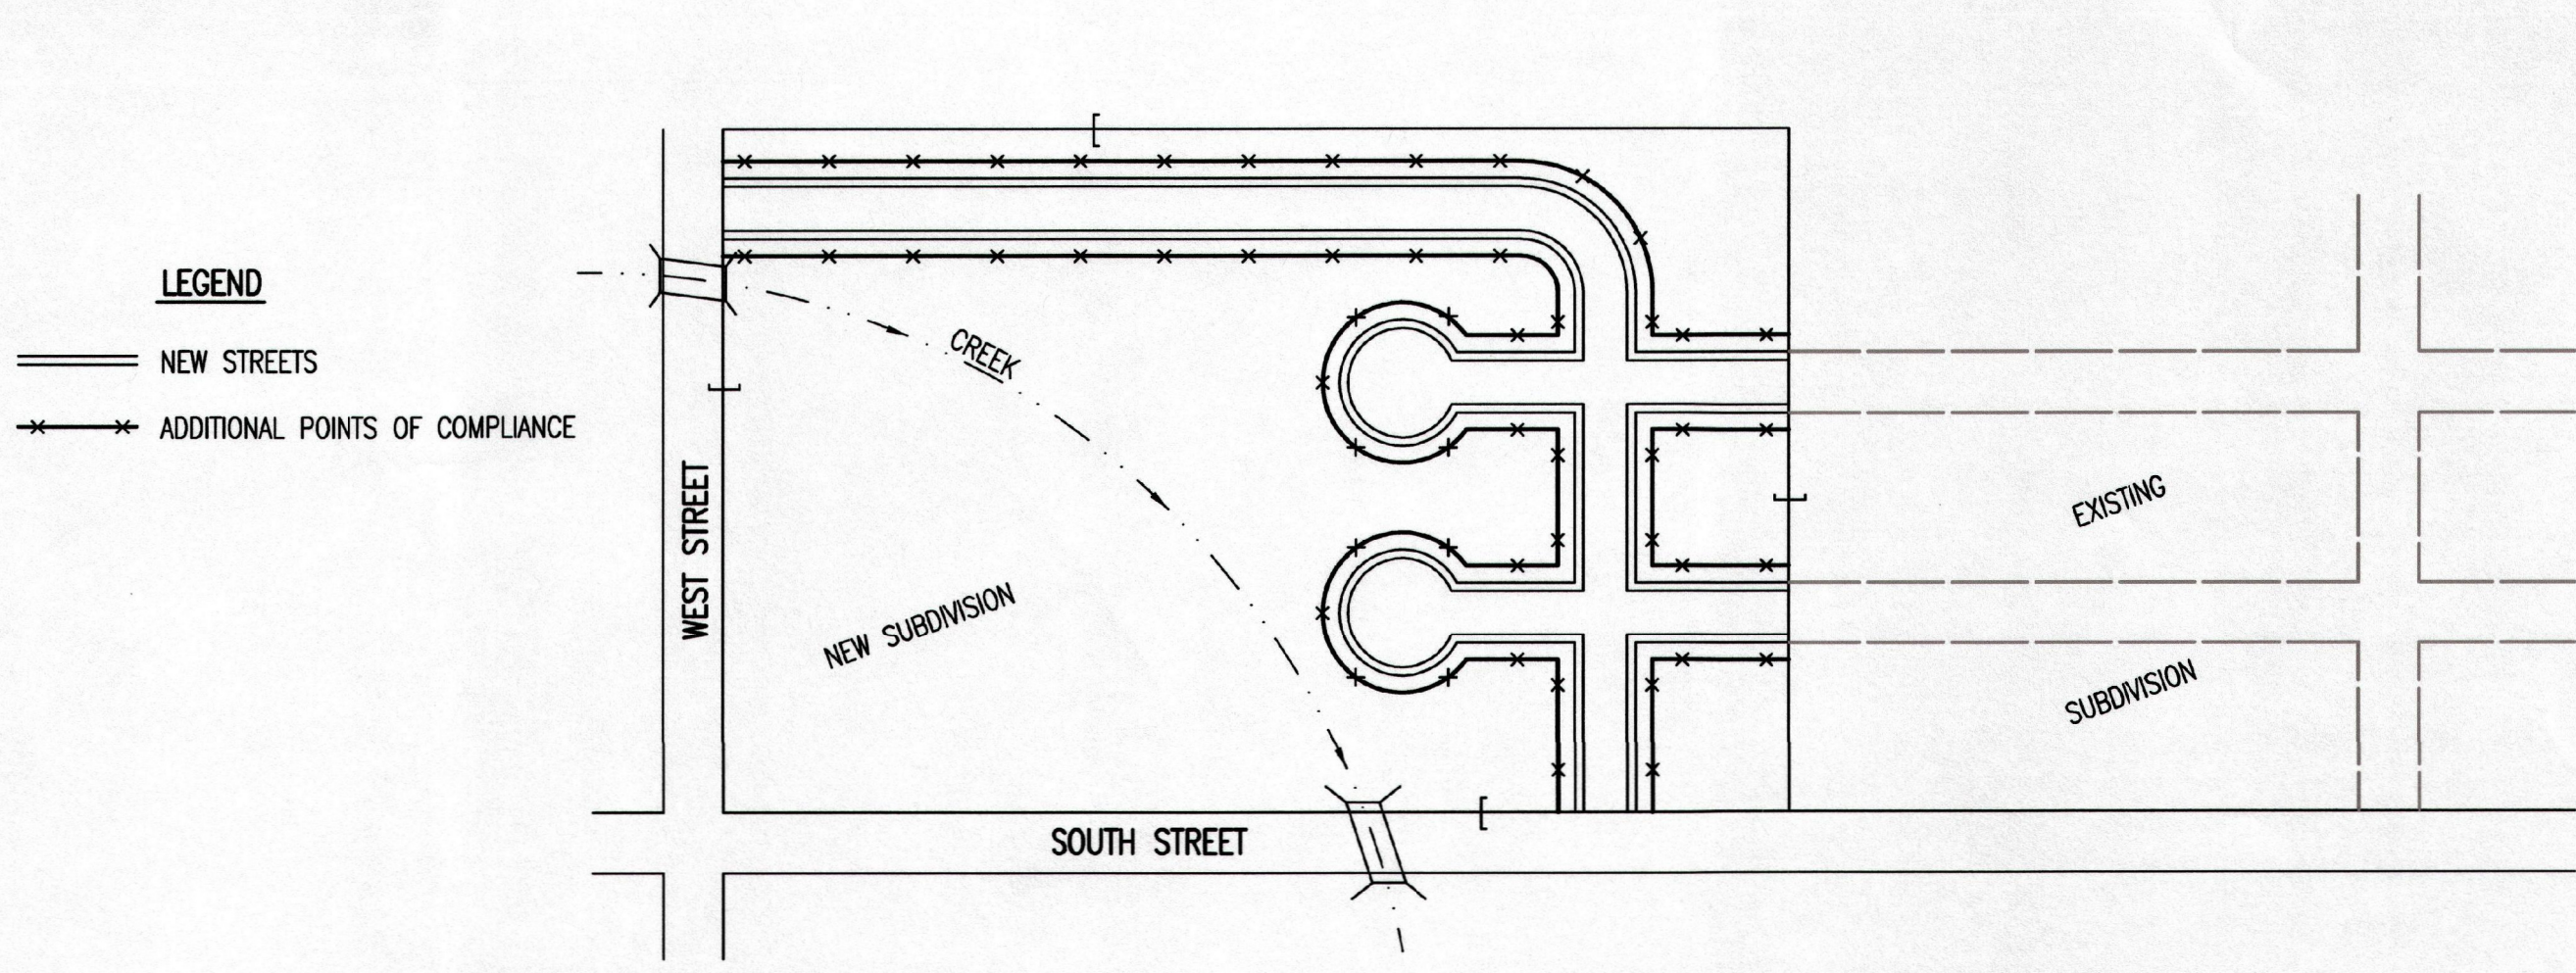 LEGEND
NEW STREETS
ADDITIONAL POINTS OF COMPLIANCE
WEST STREET
CREEK
NEW SUBDIVISION
SOUTH STREET
EXISTING
SUBDIVISION